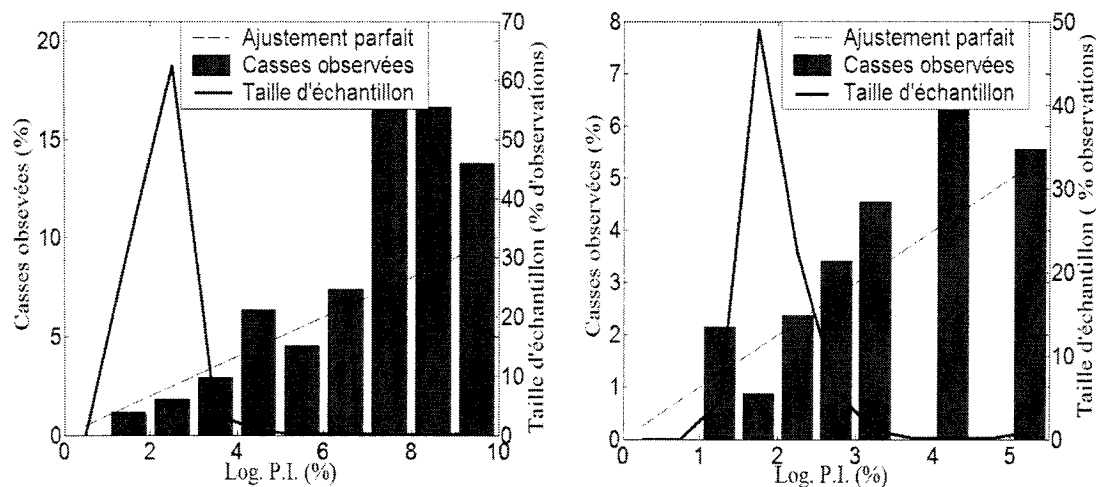 Ajustement parfait
Casses observées
Taille d'échantillon
Casses obsevées (%)
20
15
10
5
0
70
60
50
40
30
20
10
0
Taille d'échantillon (% d'observations)
0 2 4 6 8 10
Log. P.I. (%)
Ajustement parfait
Casses observées
Taille d'échantillon
Casses observées (%)
8
7
6
5
4
3
2
1
0
50
40
30
20
10
0
Taille d'échantillon ( % observations)
0 1 2 3 4 5
Log. P.I. (%)